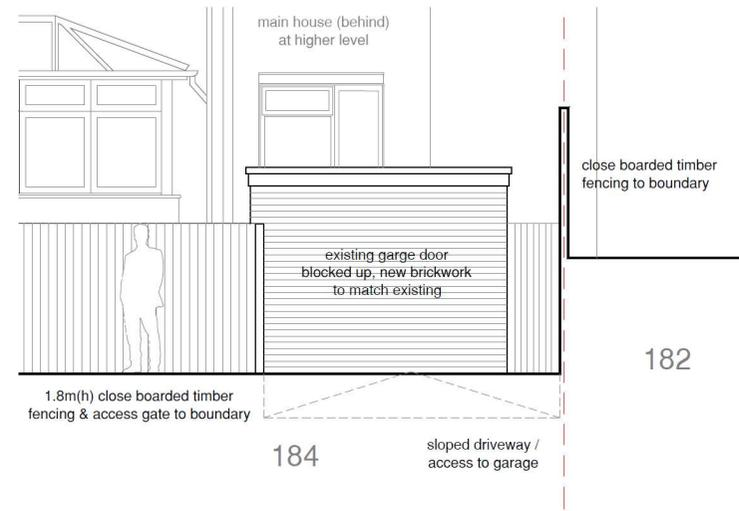 main house (behind)
at higher level
close boarded timber
fencing to boundary
existing garge door
blocked up, new brickwork
to match existing
182
1.8m(h) close boarded timber
fencing & access gate to boundary
184
sloped driveway /
access to garage